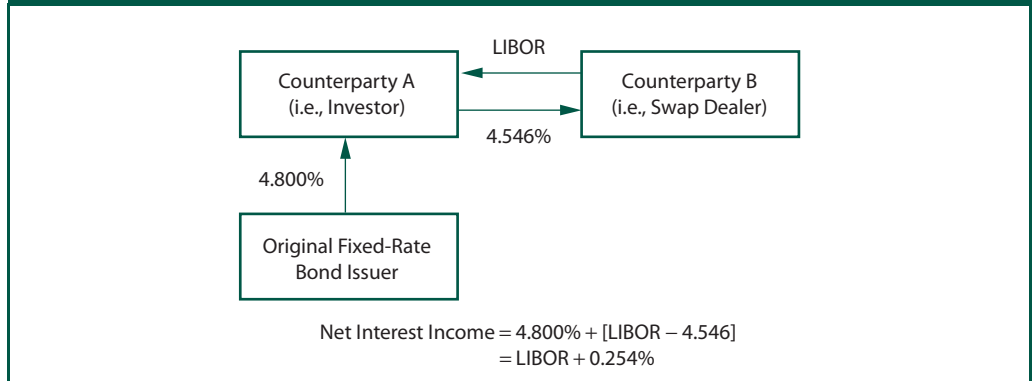 LIBOR
Counterparty A
(i.e., Investor)
Counterparty B
(i.e., Swap Dealer)
4.546%
4.800%
Original Fixed-Rate
Bond Issuer
Net Interest Income = 4.800% + [LIBOR − 4.546]
= LIBOR + 0.254%